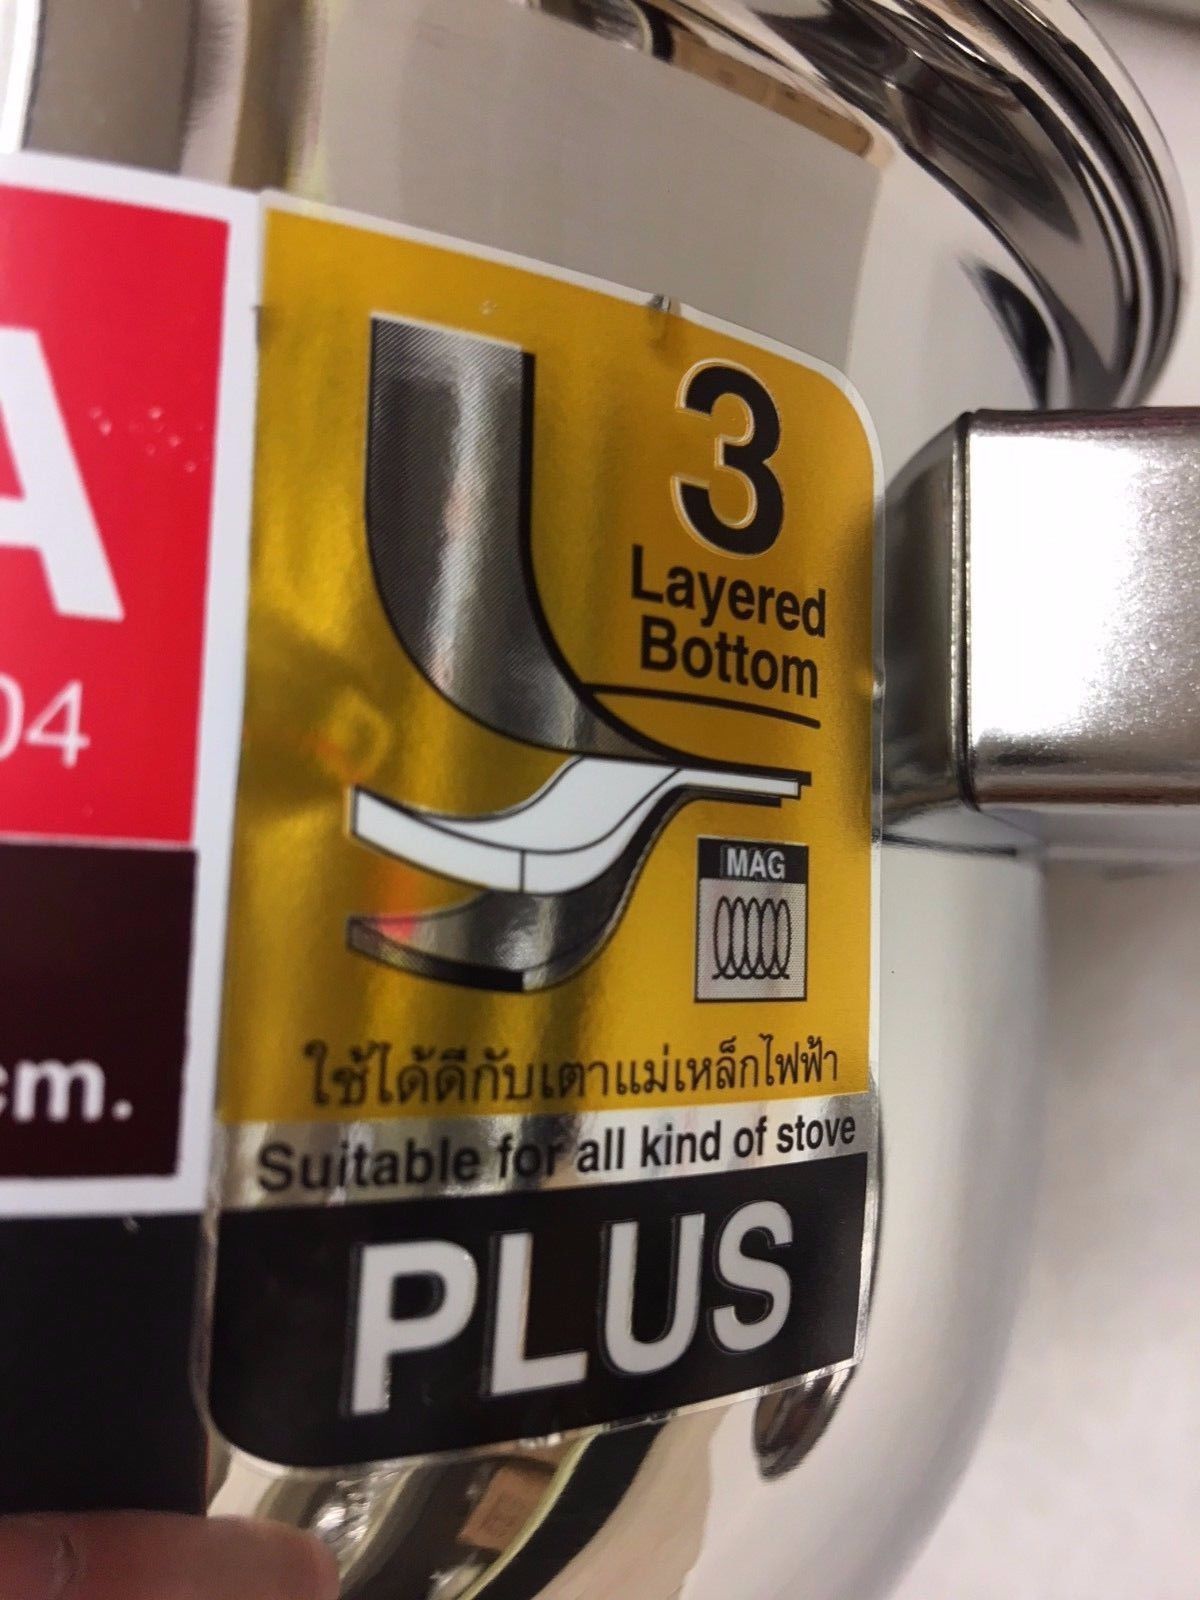 A
04
cm.
3
Layered
Bottom
MAG
ใช้ได้ดีกับเตาแม่เหล็กไฟฟ้า
Suitable for all kind of stove
PLUS